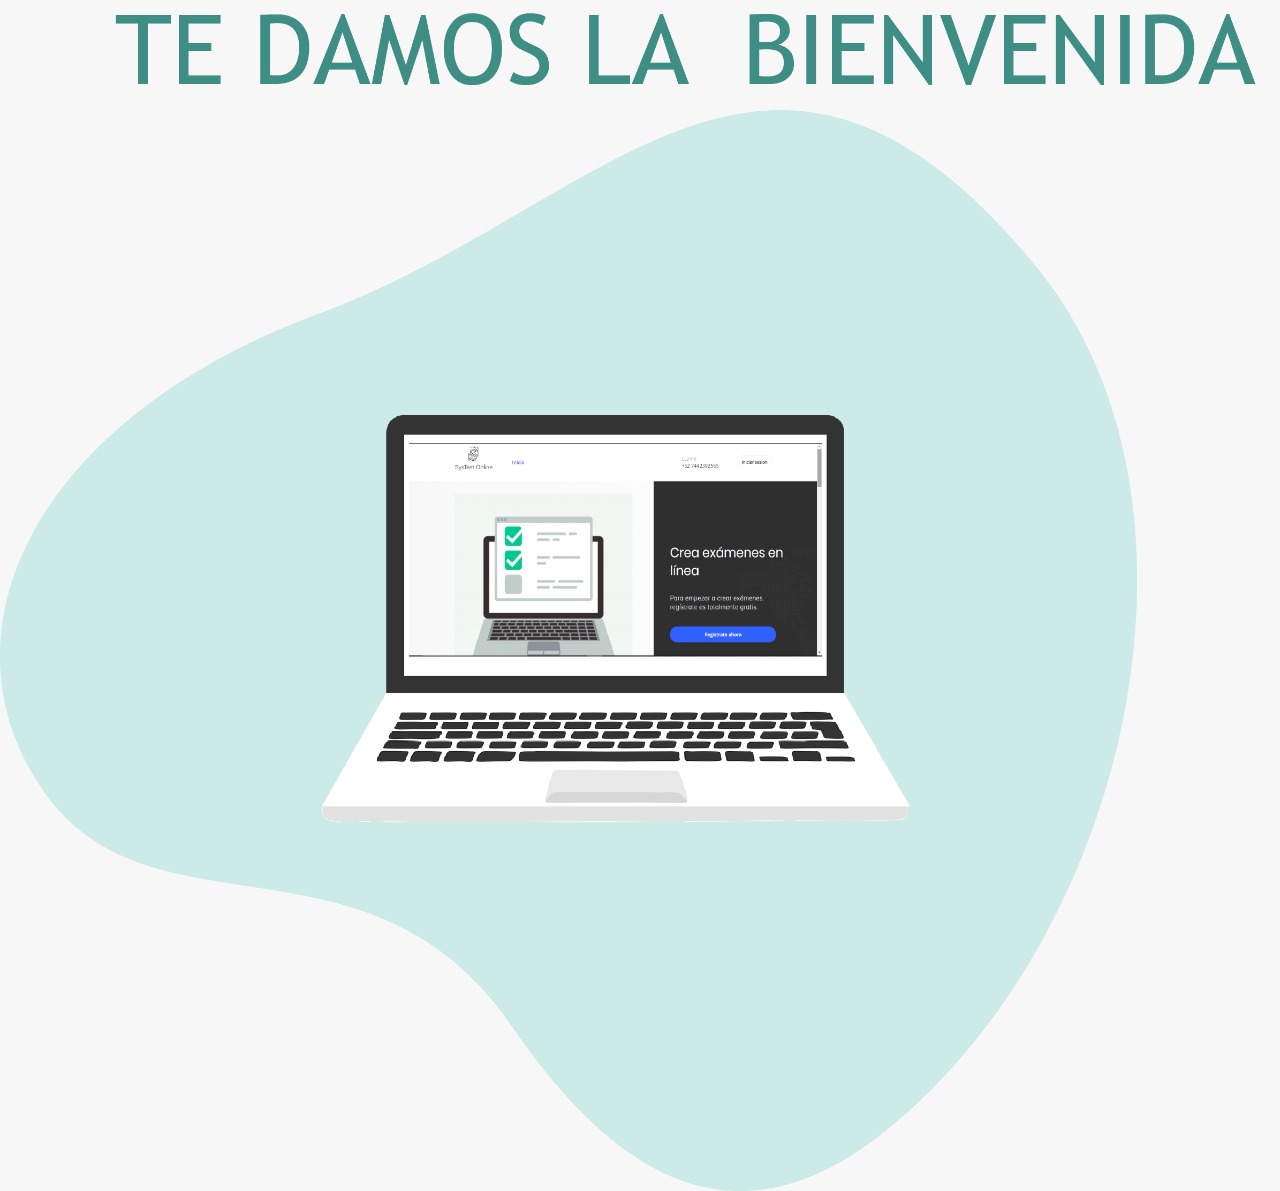 TE DAMOS LA BIENVENIDA
SysTest Online
Inicio
+52 7442392565
Iniciar sesion
Crea exámenes en
línea
Para empezar a crear exámenes,
regístrate es totalmente gratis.
Regístrate ahora